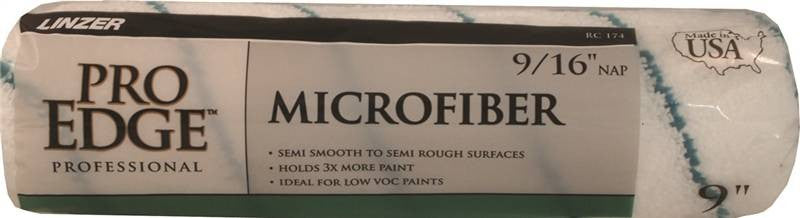 LINZER
RC 174
PRO
EDGE™
PROFESSIONAL
9/16" NAP
MICROFIBER
• SEMI SMOOTH TO SEMI ROUGH SURFACES
• HOLDS 3X MORE PAINT
• IDEAL FOR LOW VOC PAINTS
Made in
USA
9"